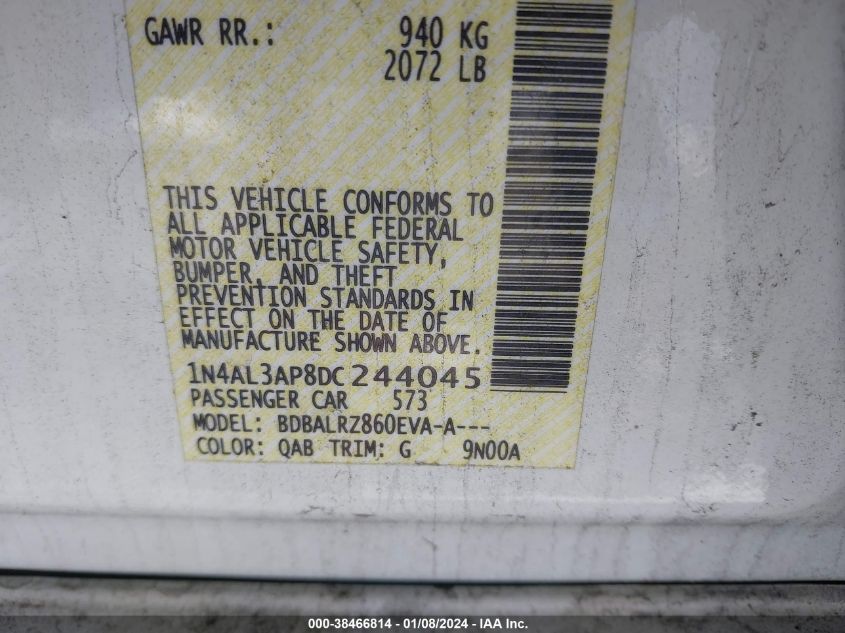 GAWR RR.: 940 KG
2072 LB
THIS VEHICLE CONFORMS TO
ALL APPLICABLE FEDERAL
MOTOR VEHICLE SAFETY,
BUMPER, AND THEFT
PREVENTION STANDARDS IN
EFFECT ON THE DATE OF
MANUFACTURE SHOWN ABOVE.
1N4AL3AP8DC244045
PASSENGER CAR 573
MODEL: BDBALRZ860EVA-A---
COLOR: QAB TRIM: G 9N00A
000-38466814 - 01/08/2024 - IAA Inc.